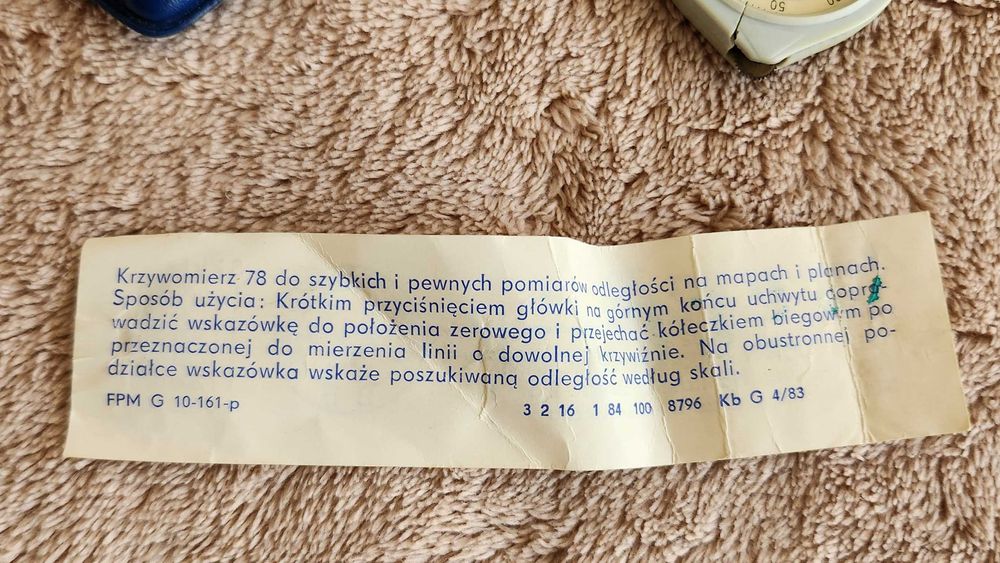 50
Krzywomierz 78 do szybkich i pewnych pomiarów odległości na mapach i planach.
Sposób użycia: Krótkim przyciśnięciem główki na górnym końcu uchwytu dopro-
wadzić wskazówkę do położenia zerowego i przejechać kółeczkiem biegowym po
przeznaczonej do mierzenia linii o dowolnej krzywiźnie. Na obustronnej po-
działce wskazówka wskaże poszukiwaną odległość według skali.
FPM G 10-161-p 3 2 16 1 84 100 8796 Kb G 4/83